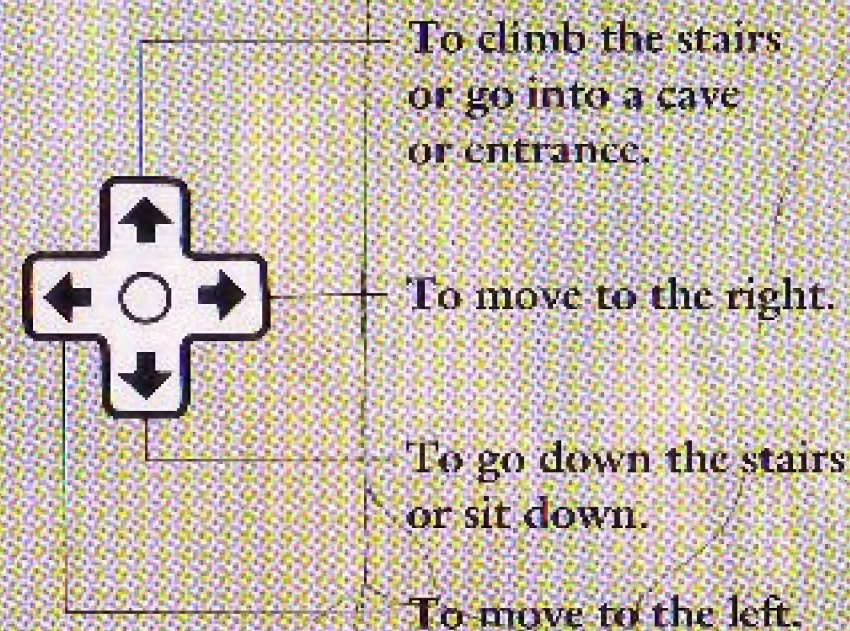 To climb the stairs
or go into a cave
or entrance.
To move to the right.
To go down the stairs
or sit down.
To move to the left.